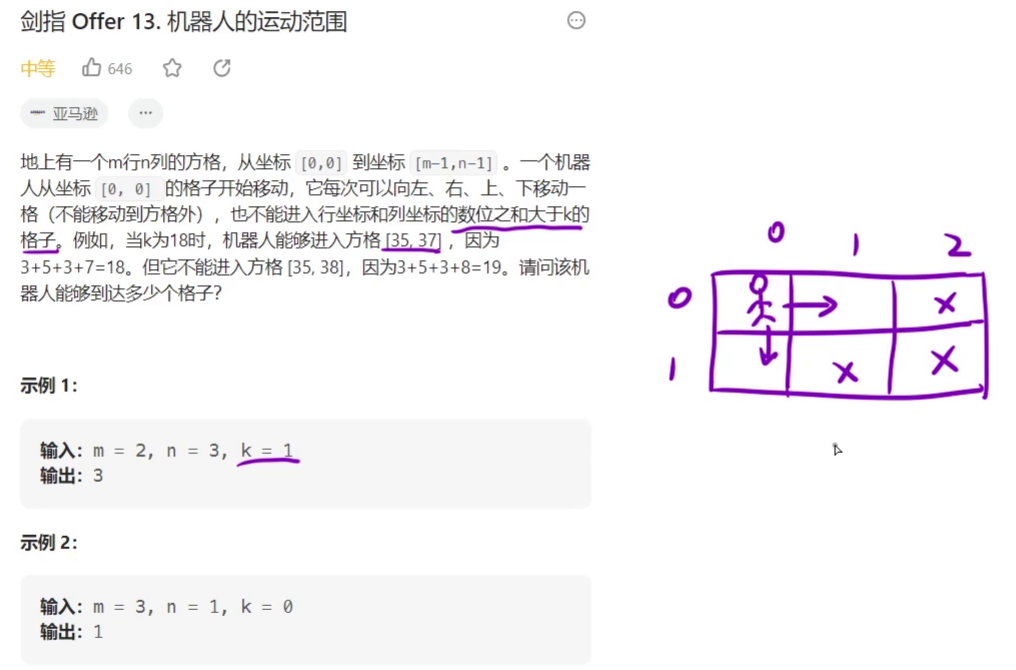 剑指 Offer 13. 机器人的运动范围
中等 646
亚马逊 ...
地上有一个m行n列的方格，从坐标 [0,0] 到坐标 [m-1,n-1] 。一个机器
人从坐标 [0, 0] 的格子开始移动，它每次可以向左、右、上、下移动一
格（不能移动到方格外），也不能进入行坐标和列坐标的数位之和大于k的
格子。例如，当k为18时，机器人能够进入方格 [35, 37] ，因为
3+5+3+7=18。但它不能进入方格 [35, 38]，因为3+5+3+8=19。请问该机
器人能够到达多少个格子？
示例 1：
输入：m = 2, n = 3, k = 1
输出：3
示例 2：
输入：m = 3, n = 1, k = 0
输出：1
0 1 2
0 x
1 x x